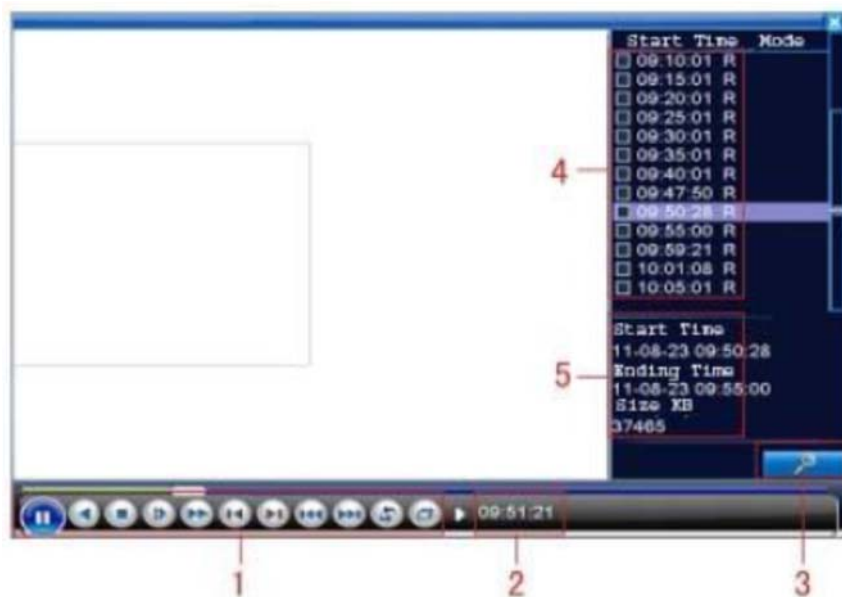 Start Time Mode
09:10:01 R
09:15:01 R
09:20:01 R
09:25:01 R
09:30:01 R
09:35:01 R
09:40:01 R
09:47:50 R
09:50:28 R
09:55:00 R
09:59:21 R
10:01:08 R
10:05:01 R
4
Start Time
11-08-23 09:50:28
Ending Time
11-08-23 09:55:00
Size KB
37465
5
09:51:21
1
2
3